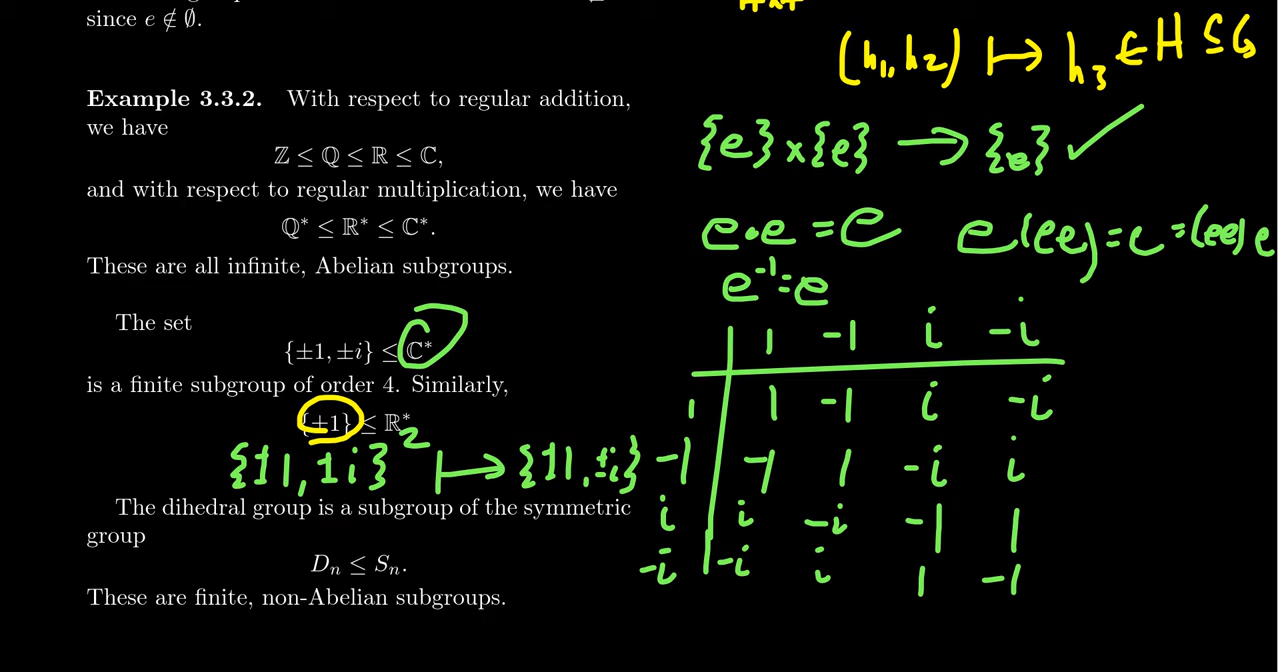 since e ∉ ∅.
(h₁, h₂) ↦ h₃ ∈ H ⊆ G
Example 3.3.2. With respect to regular addition,
we have
ℤ ≤ ℚ ≤ ℝ ≤ ℂ,
and with respect to regular multiplication, we have
ℚ* ≤ ℝ* ≤ ℂ*.
These are all infinite, Abelian subgroups.
The set
{±1, ±i} ≤ ℂ*
is a finite subgroup of order 4. Similarly,
{±1} ≤ ℝ*
{±1, ±i}² ↦ {±1, ±i}
The dihedral group is a subgroup of the symmetric
group
Dₙ ≤ Sₙ.
These are finite, non-Abelian subgroups.
{e} × {e} → {e} ✓
e · e = e e(ee) = e = (ee)e
e⁻¹ = e
1 -1 i -i
1 1 -1 i -i
-1 -1 1 -i i
i i -i -1 1
-i -i i 1 -1